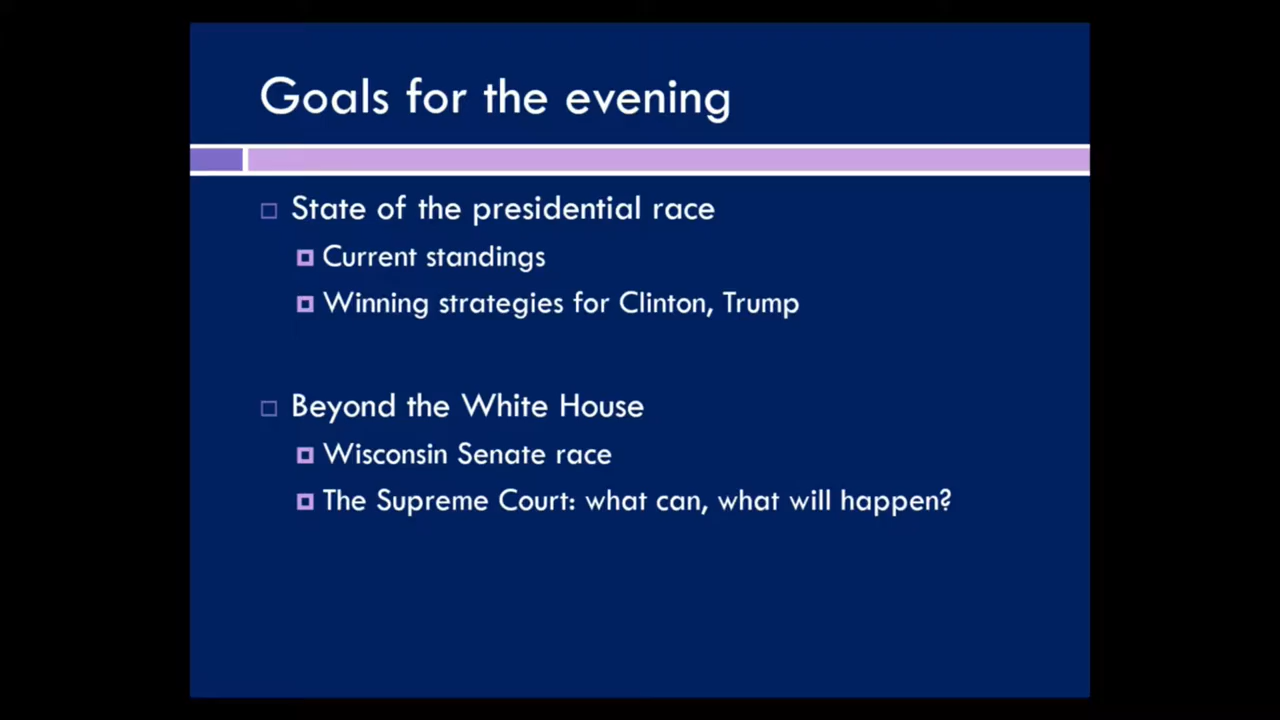 Goals for the evening
State of the presidential race
Current standings
Winning strategies for Clinton, Trump
Beyond the White House
Wisconsin Senate race
The Supreme Court: what can, what will happen?